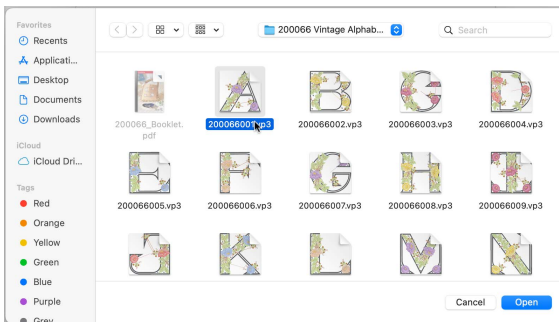 Favorites
Recents
Applicati...
Desktop
Documents
Downloads
iCloud
iCloud Dri...
Tags
Red
Orange
Yellow
Green
Blue
Purple
Grey
200066 Vintage Alphab...
Search
200066_Booklet.
pdf
200066001.vp3
200066002.vp3
200066003.vp3
200066004.vp3
200066005.vp3
200066006.vp3
200066007.vp3
200066008.vp3
200066009.vp3
Cancel
Open